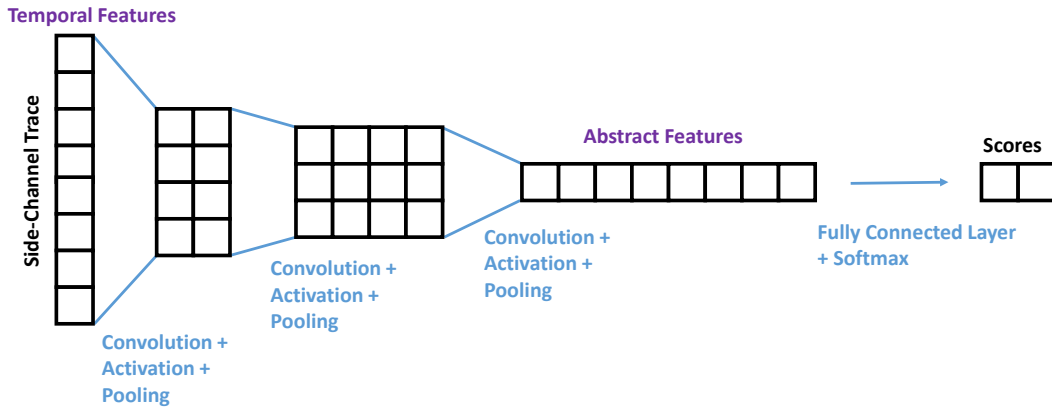 Temporal Features
Side-Channel Trace
Convolution +
Activation +
Pooling
Convolution +
Activation +
Pooling
Abstract Features
Convolution +
Activation +
Pooling
Fully Connected Layer
+ Softmax
Scores